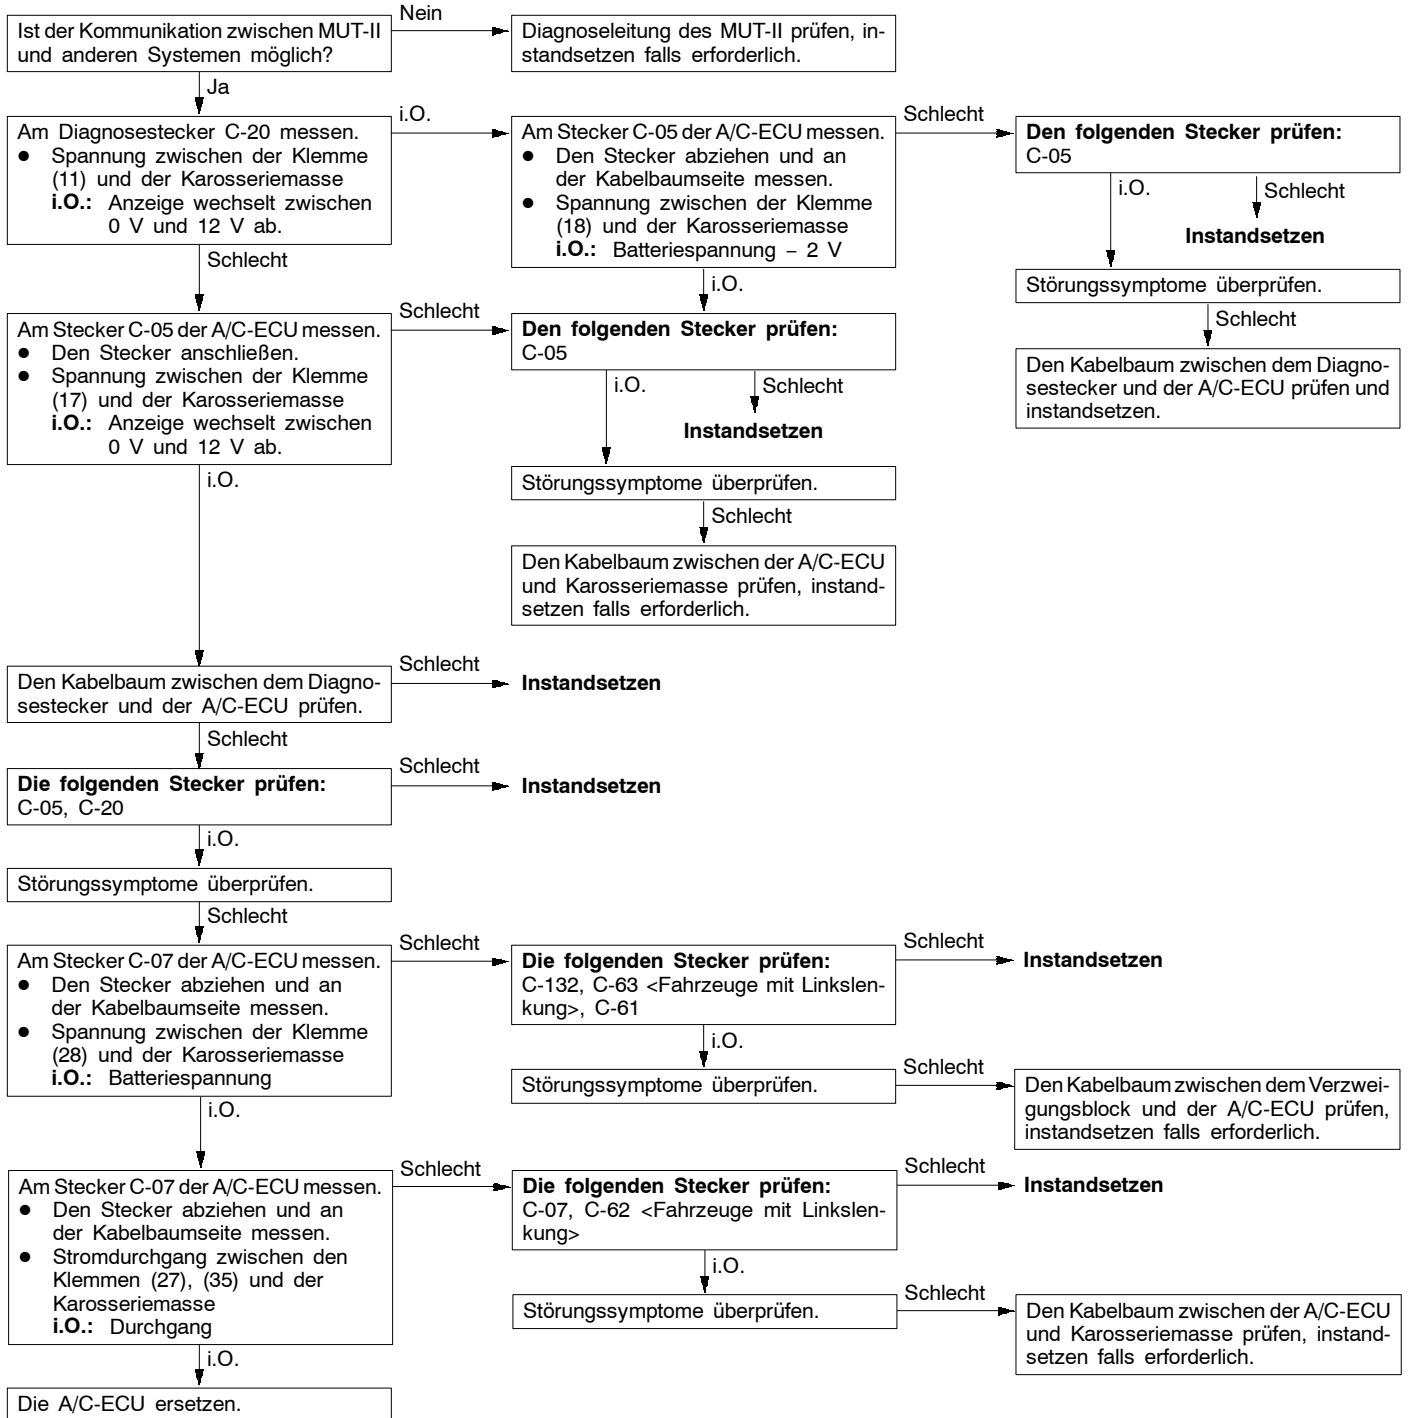 Ist der Kommunikation zwischen MUT-II
und anderen Systemen möglich?
Nein
Diagnoseleitung des MUT-II prüfen, in-
standsetzen falls erforderlich.
Ja
Am Diagnosestecker C-20 messen.
● Spannung zwischen der Klemme
(11) und der Karosseriemasse
i.O.: Anzeige wechselt zwischen
0 V und 12 V ab.
i.O.
Am Stecker C-05 der A/C-ECU messen.
● Den Stecker abziehen und an
der Kabelbaumseite messen.
● Spannung zwischen der Klemme
(18) und der Karosseriemasse
i.O.: Batteriespannung – 2 V
Schlecht
Den folgenden Stecker prüfen:
C-05
i.O.
Schlecht
Instandsetzen
Störungssymptome überprüfen.
Schlecht
Den Kabelbaum zwischen dem Diagno-
sestecker und der A/C-ECU prüfen und
instandsetzen.
Schlecht
i.O.
Am Stecker C-05 der A/C-ECU messen.
● Den Stecker anschließen.
● Spannung zwischen der Klemme
(17) und der Karosseriemasse
i.O.: Anzeige wechselt zwischen
0 V und 12 V ab.
Schlecht
Den folgenden Stecker prüfen:
C-05
i.O.
Schlecht
Instandsetzen
Störungssymptome überprüfen.
Schlecht
Den Kabelbaum zwischen der A/C-ECU
und Karosseriemasse prüfen, instand-
setzen falls erforderlich.
i.O.
Den Kabelbaum zwischen dem Diagno-
sestecker und der A/C-ECU prüfen.
Schlecht
Instandsetzen
Schlecht
Die folgenden Stecker prüfen:
C-05, C-20
Schlecht
Instandsetzen
i.O.
Störungssymptome überprüfen.
Schlecht
Am Stecker C-07 der A/C-ECU messen.
● Den Stecker abziehen und an
der Kabelbaumseite messen.
● Spannung zwischen der Klemme
(28) und der Karosseriemasse
i.O.: Batteriespannung
Schlecht
Die folgenden Stecker prüfen:
C-132, C-63 <Fahrzeuge mit Linkslen-
kung>, C-61
Schlecht
Instandsetzen
i.O.
Störungssymptome überprüfen.
Schlecht
Den Kabelbaum zwischen dem Verzwei-
gungsblock und der A/C-ECU prüfen,
instandsetzen falls erforderlich.
i.O.
Am Stecker C-07 der A/C-ECU messen.
● Den Stecker abziehen und an
der Kabelbaumseite messen.
● Stromdurchgang zwischen den
Klemmen (27), (35) und der
Karosseriemasse
i.O.: Durchgang
Schlecht
Die folgenden Stecker prüfen:
C-07, C-62 <Fahrzeuge mit Linkslen-
kung>
Schlecht
Instandsetzen
i.O.
Störungssymptome überprüfen.
Schlecht
Den Kabelbaum zwischen der A/C-ECU
und Karosseriemasse prüfen, instand-
setzen falls erforderlich.
i.O.
Die A/C-ECU ersetzen.